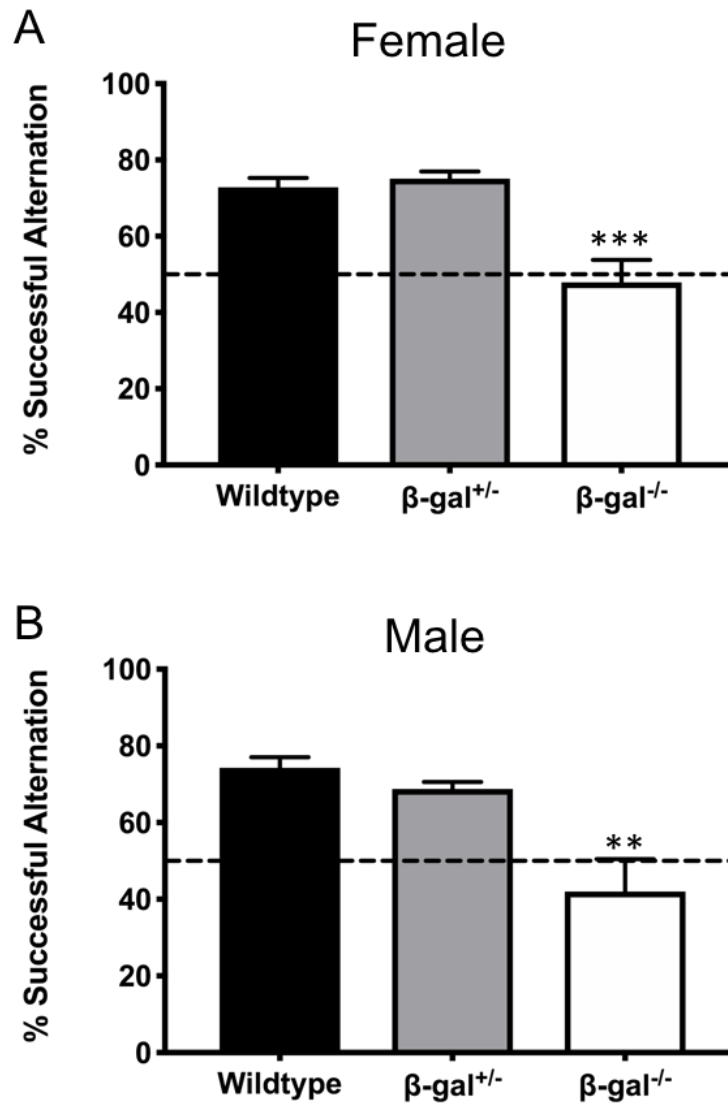 A
Female
% Successful Alternation
100
80
60
40
20
0
***
Wildtype β-gal+/- β-gal-/-
B
Male
% Successful Alternation
100
80
60
40
20
0
**
Wildtype β-gal+/- β-gal-/-